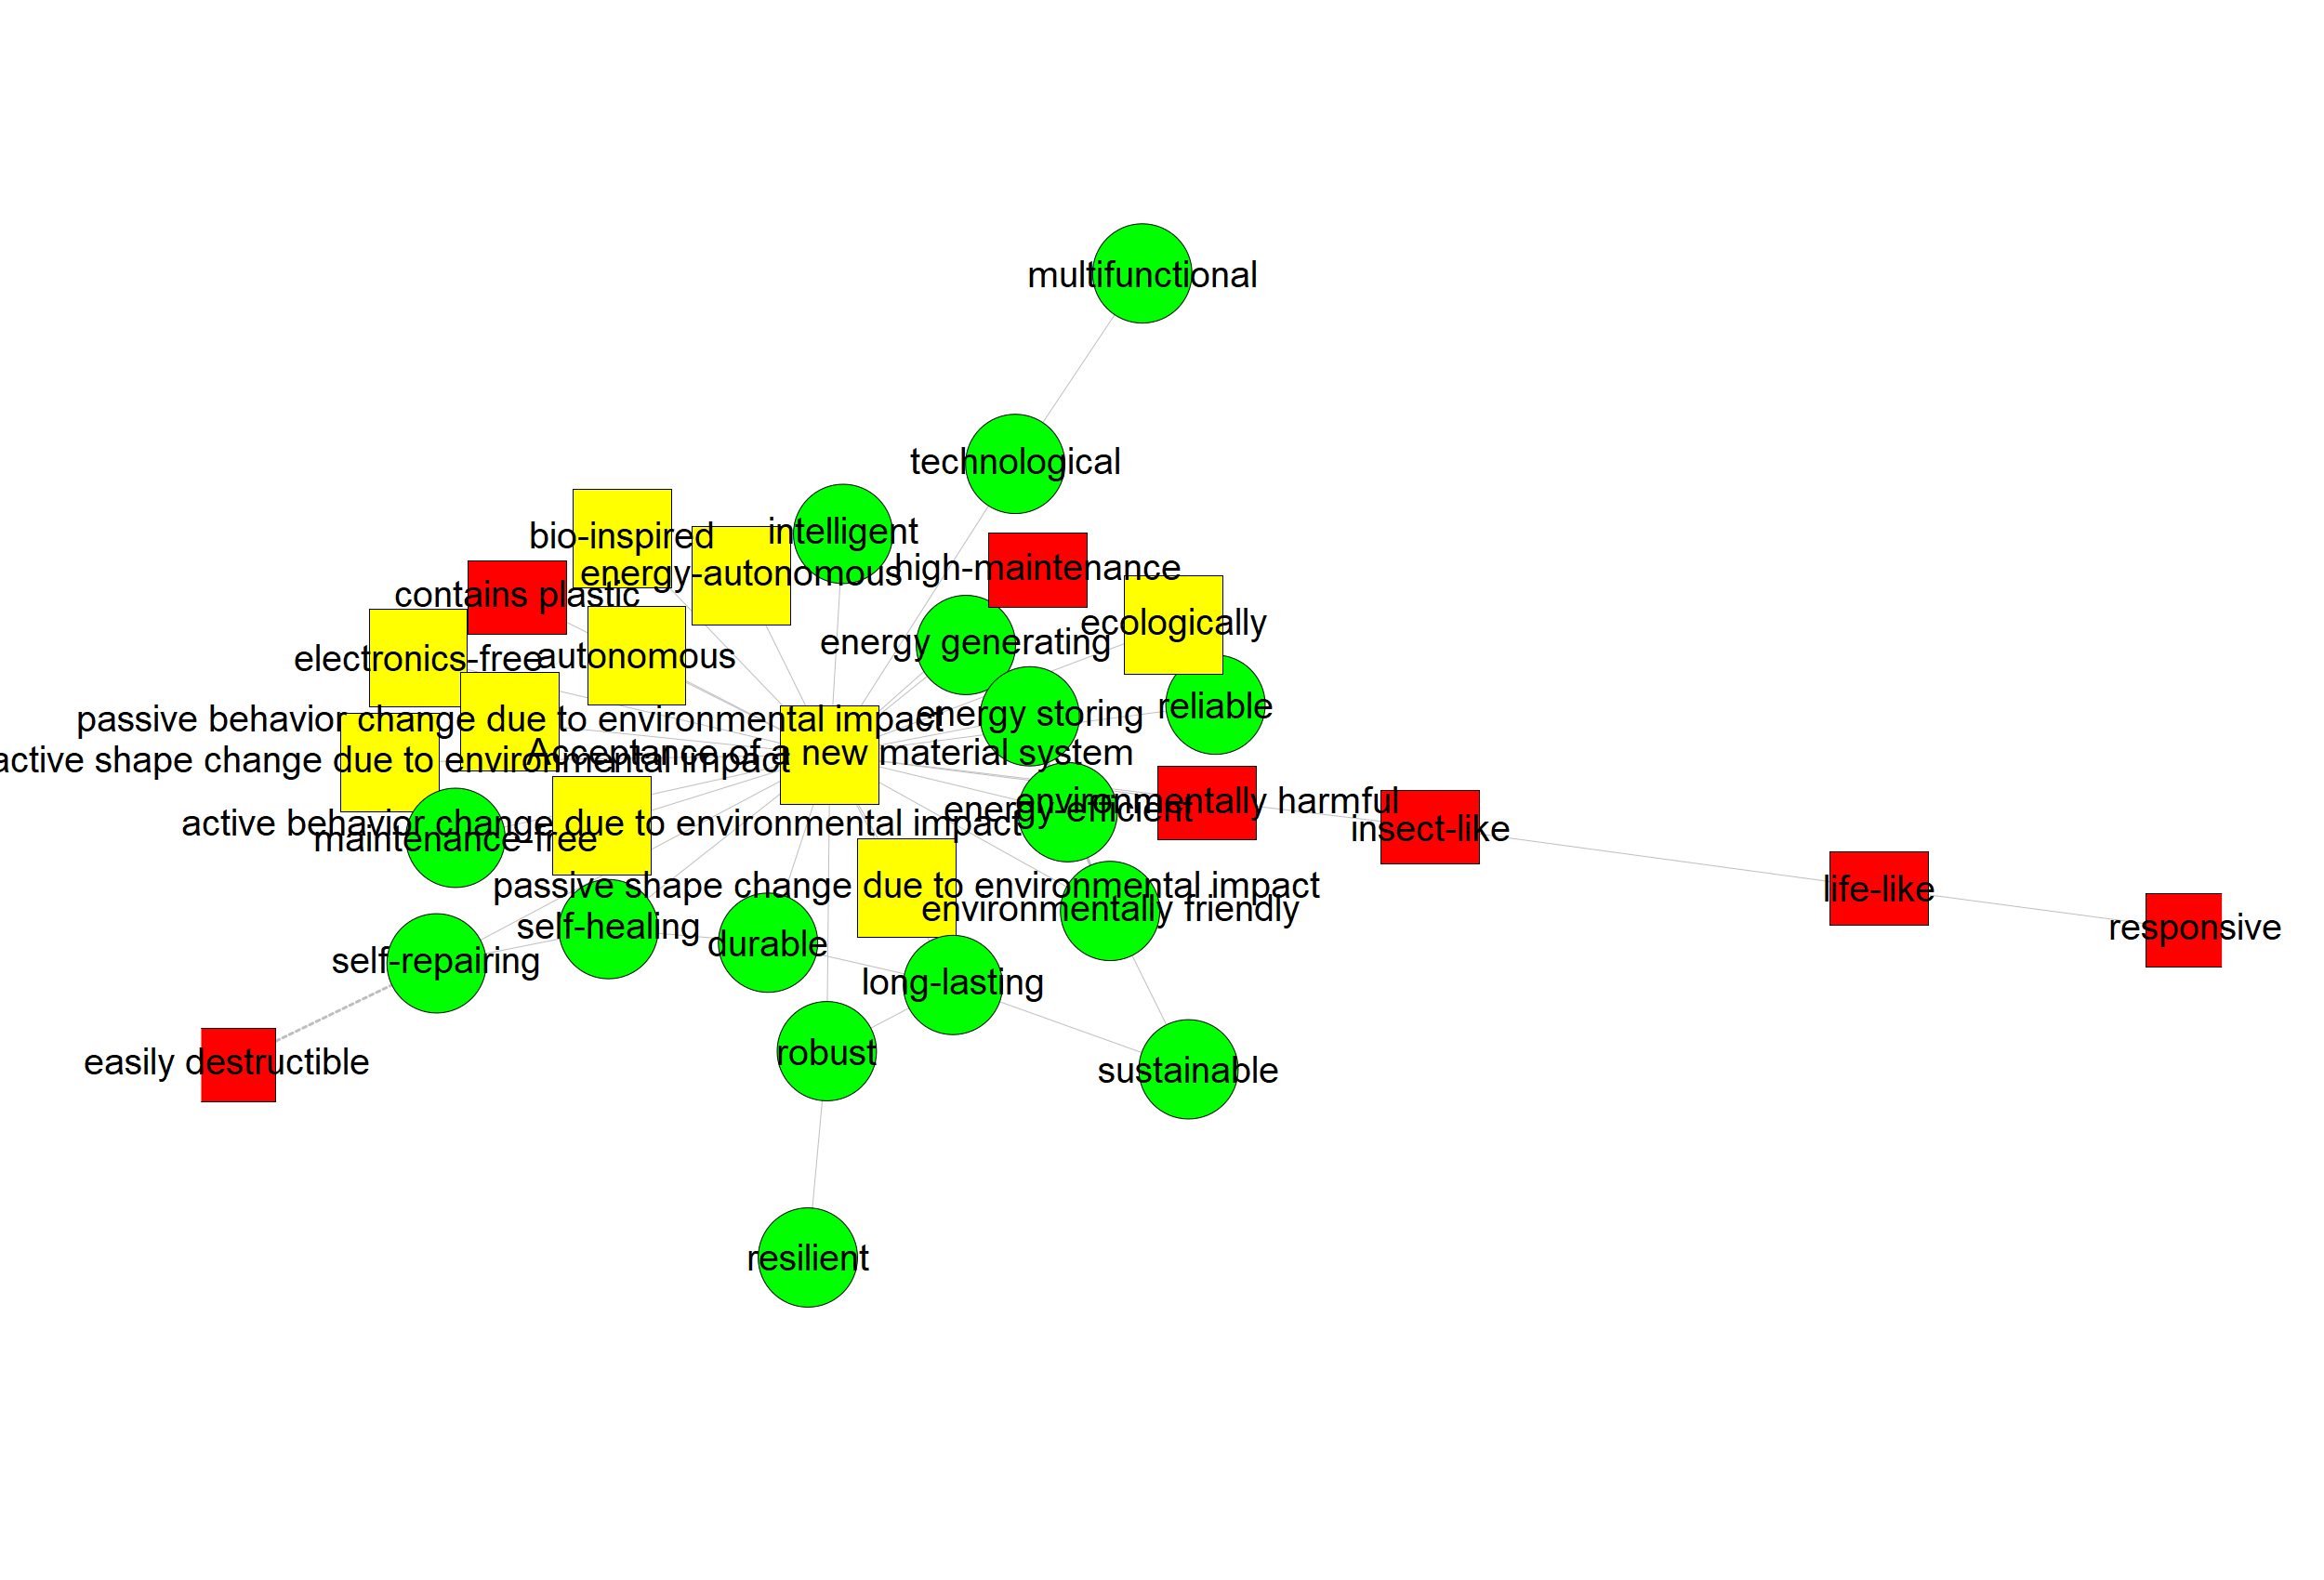 multifunctional
technological
intelligent
bio-inspired
high-maintenance
energy-autonomous
contains plastic
ecologically
energy generating
autonomous
electronics-free
reliable
energy storing
passive behavior change due to environmental impact
Acceptance of a new material system
active shape change due to environmental impact
environmentally harmful
energy-efficient
active behavior change due to environmental impact
insect-like
maintenance-free
passive shape change due to environmental impact
life-like
environmentally friendly
self-healing
responsive
durable
self-repairing
long-lasting
robust
easily destructible
sustainable
resilient